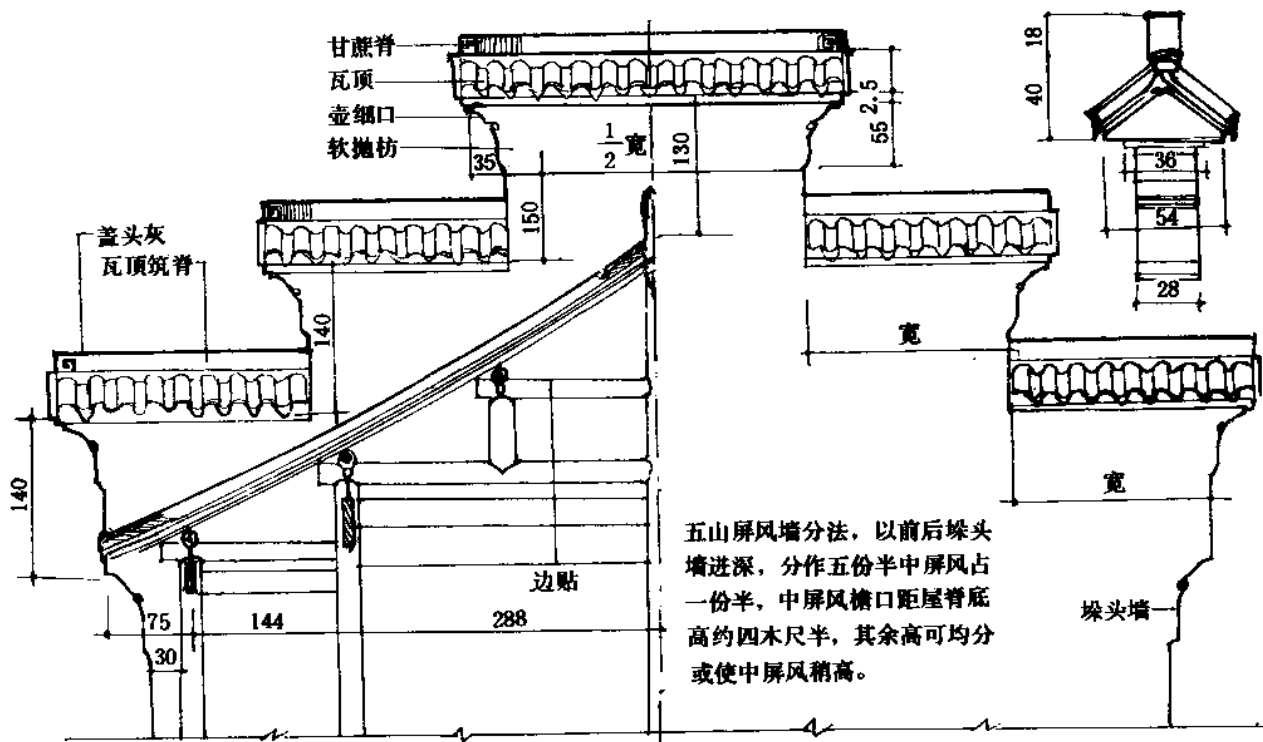 甘蔗脊
瓦顶
壶细口
软抛枋
盖头灰
瓦顶筑脊
35
1/2 宽
130
2.5
55
18
40
36
54
28
150
140
宽
140
宽
边贴
75
144
288
30
五山屏风墙分法，以前后垛头
墙进深，分作五份半中屏风占
一份半，中屏风檐口距屋脊底
高约四木尺半，其余高可均分
或使中屏风稍高。
垛头墙